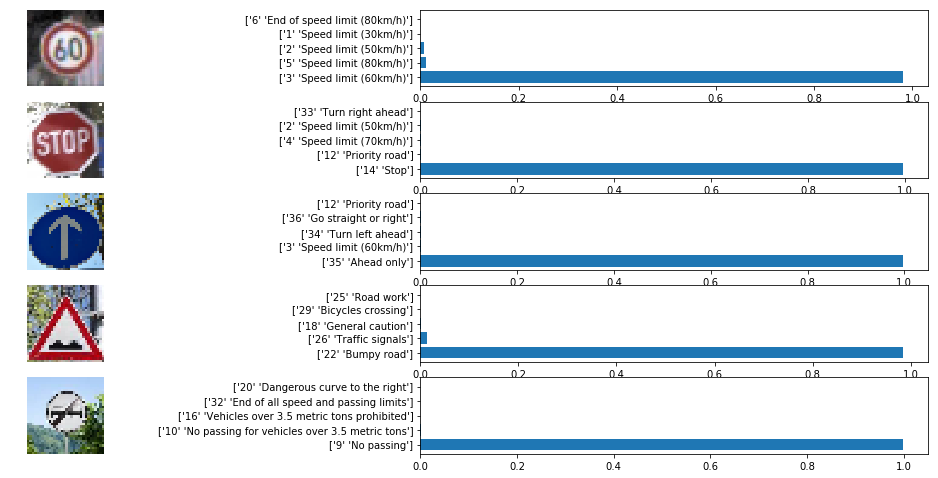 60
['6' 'End of speed limit (80km/h)']
['1' 'Speed limit (30km/h)']
['2' 'Speed limit (50km/h)']
['5' 'Speed limit (80km/h)']
['3' 'Speed limit (60km/h)']
0.0 0.2 0.4 0.6 0.8 1.0
STOP
['33' 'Turn right ahead']
['2' 'Speed limit (50km/h)']
['4' 'Speed limit (70km/h)']
['12' 'Priority road']
['14' 'Stop']
0.0 0.2 0.4 0.6 0.8 1.0
['12' 'Priority road']
['36' 'Go straight or right']
['34' 'Turn left ahead']
['3' 'Speed limit (60km/h)']
['35' 'Ahead only']
0.0 0.2 0.4 0.6 0.8 1.0
['25' 'Road work']
['29' 'Bicycles crossing']
['18' 'General caution']
['26' 'Traffic signals']
['22' 'Bumpy road']
0.0 0.2 0.4 0.6 0.8 1.0
['20' 'Dangerous curve to the right']
['32' 'End of all speed and passing limits']
['16' 'Vehicles over 3.5 metric tons prohibited']
['10' 'No passing for vehicles over 3.5 metric tons']
['9' 'No passing']
0.0 0.2 0.4 0.6 0.8 1.0